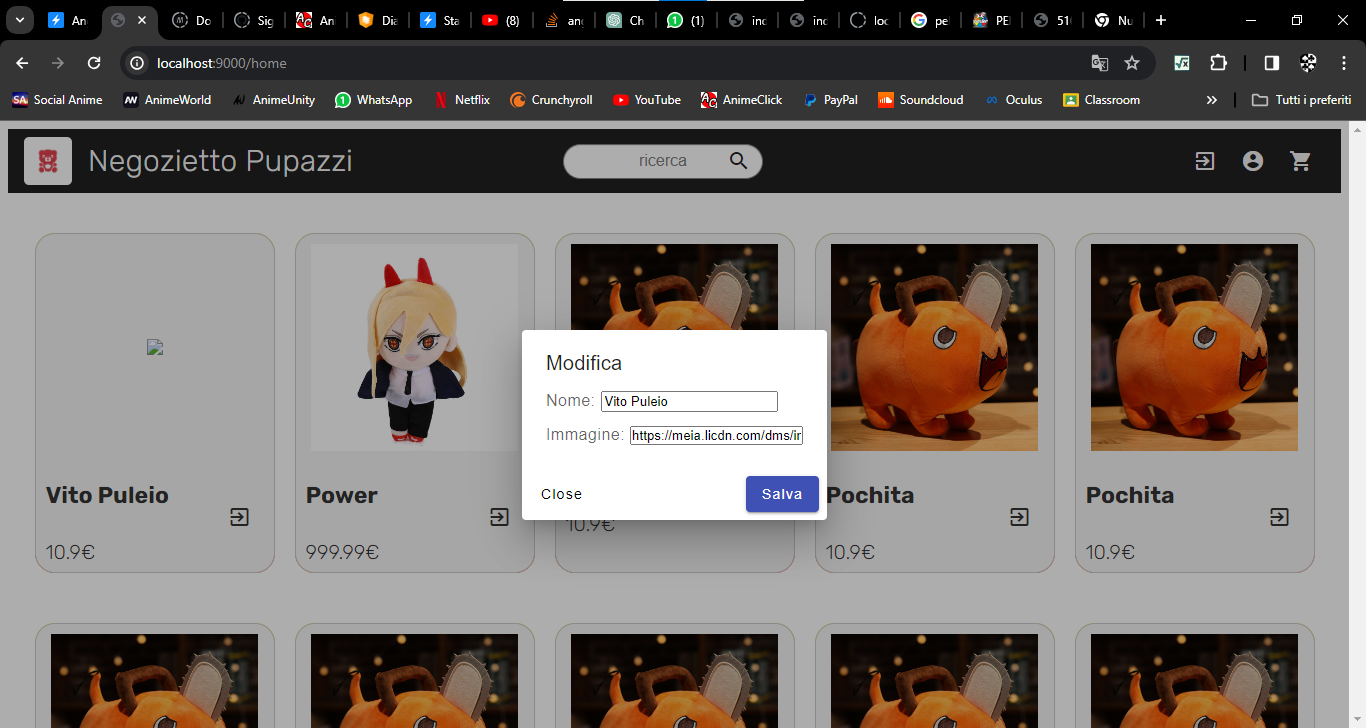 An
Do
Sig
An
Dia
Sta
(8)
an
Ch
(1)
inc
inc
loc
pe
PE
51
Nu
localhost:9000/home
Social Anime
AnimeWorld
AnimeUnity
WhatsApp
Netflix
Crunchyroll
YouTube
AnimeClick
PayPal
Soundcloud
Oculus
Classroom
»
Tutti i preferiti
Negozietto Pupazzi
ricerca
Modifica
Nome: Vito Puleio
Immagine: https://meia.licdn.com/dms/ir
Close
Salva
Vito Puleio
10.9€
Power
999.99€
10.9€
Pochita
10.9€
Pochita
10.9€